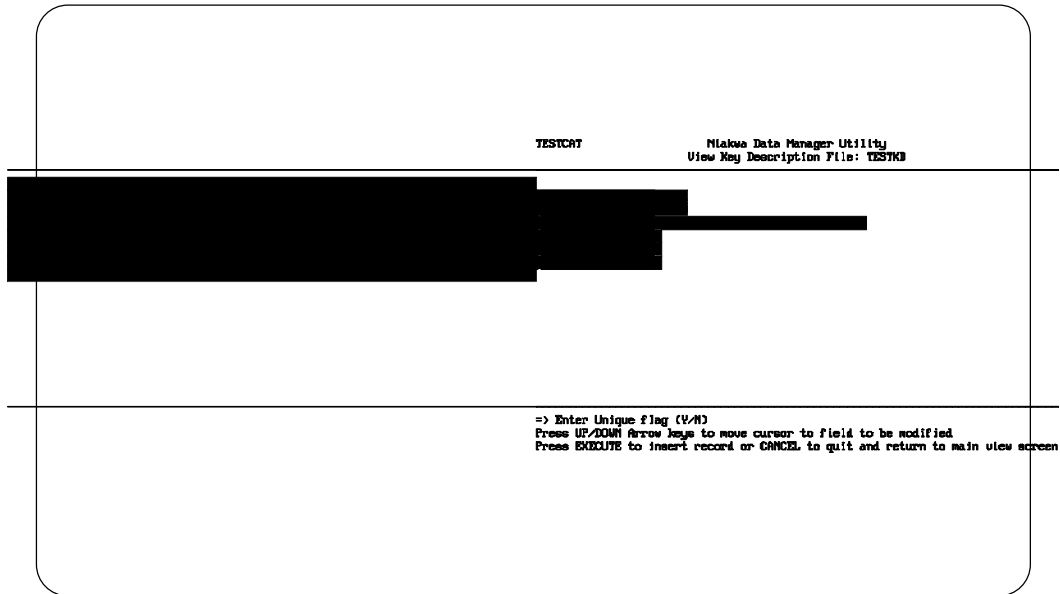 TESTCAT Niakwa Data Manager Utility
View Key Description File: TESTKD
=> Enter Unique flag (Y/N)
Press UP/DOWN Arrow keys to move cursor to field to be modified
Press EXECUTE to insert record or CANCEL to quit and return to main view screen